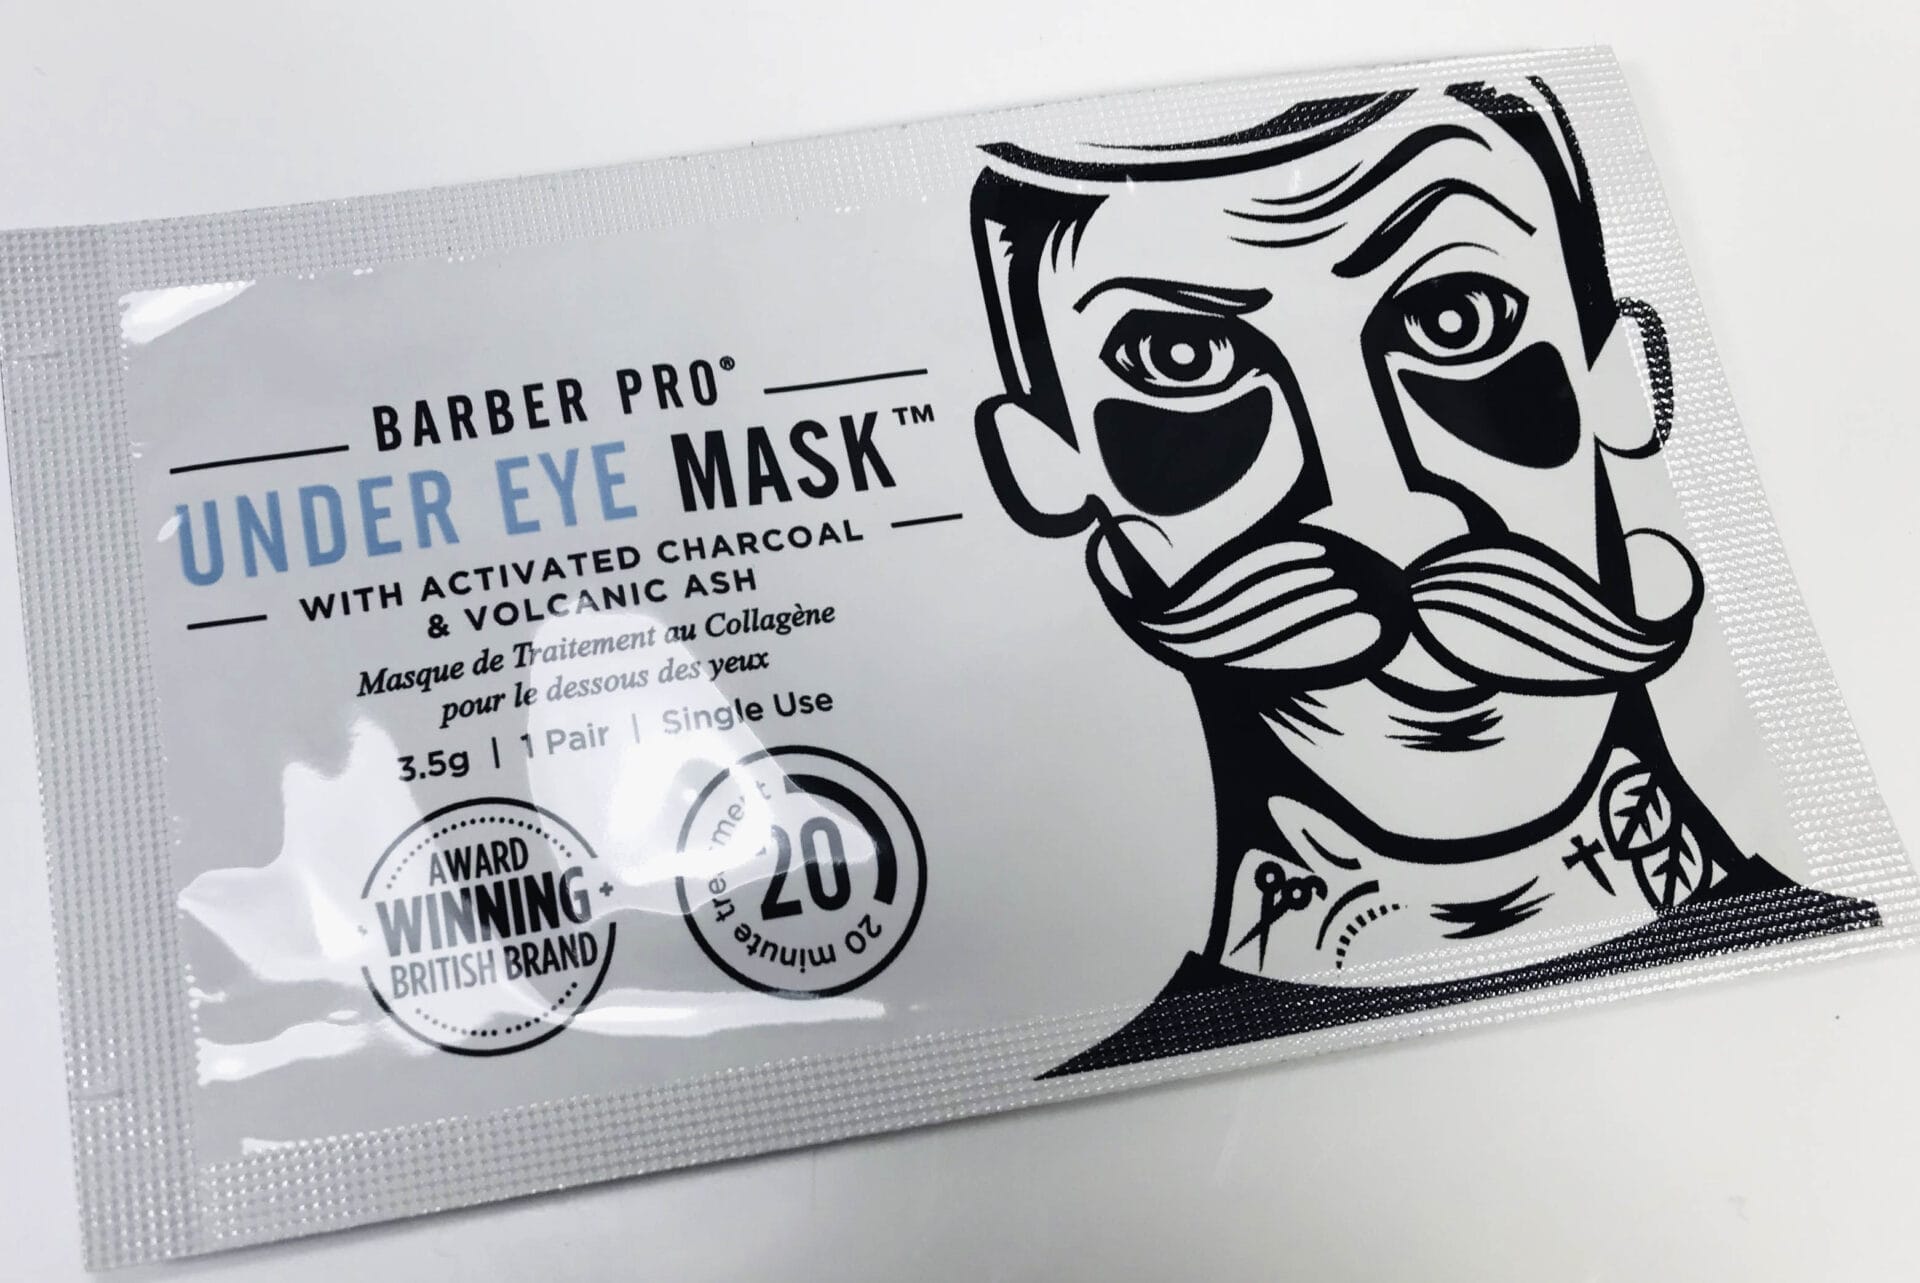 BARBER PRO®
UNDER EYE MASK™
WITH ACTIVATED CHARCOAL
& VOLCANIC ASH
Masque de Traitement au Collagène
pour le dessous des yeux
3.5g | 1 Pair | Single Use
AWARD
WINNING
BRITISH BRAND
20
20 minute treatment